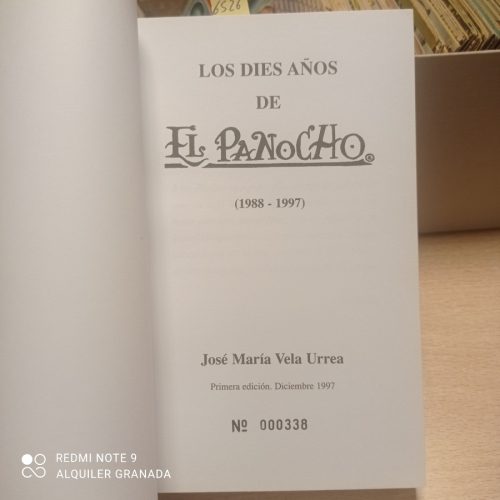 6526
LOS DIES AÑOS
DE
EL PANOCHO
(1988 - 1997)
José María Vela Urrea
Primera edición. Diciembre 1997
Nº 000338
REDMI NOTE 9
ALQUILER GRANADA